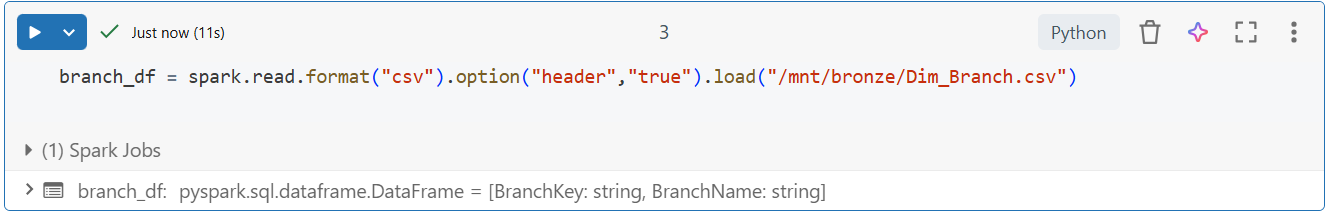 Just now (11s)
3
Python
branch_df = spark.read.format("csv").option("header","true").load("/mnt/bronze/Dim_Branch.csv")
(1) Spark Jobs
branch_df: pyspark.sql.dataframe.DataFrame = [BranchKey: string, BranchName: string]